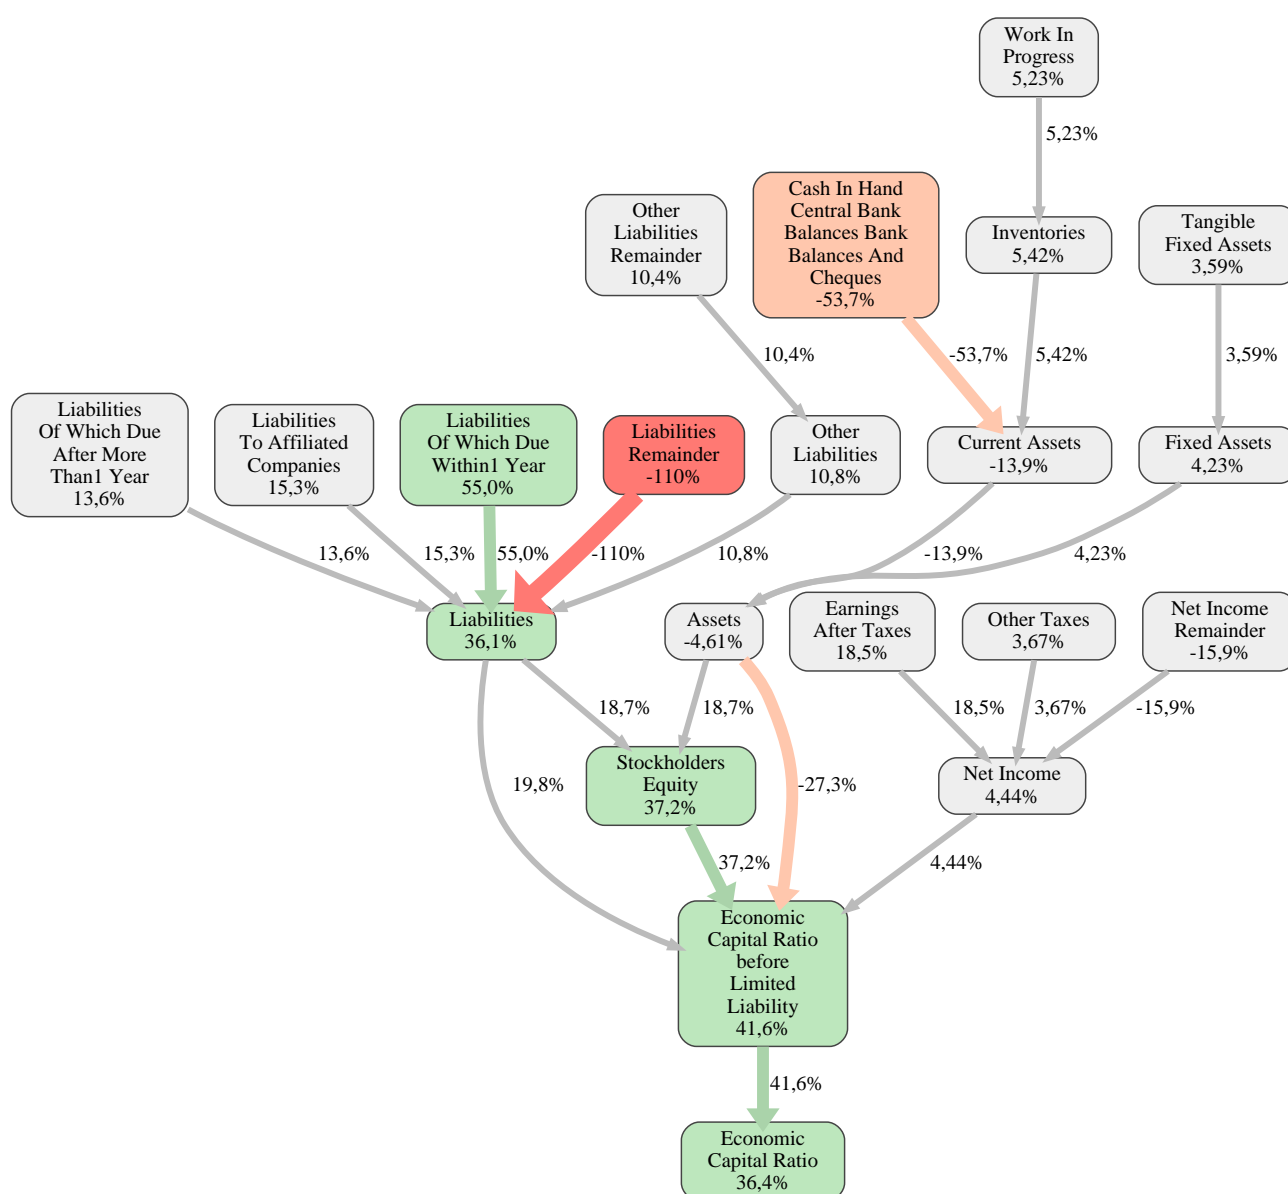 Work In
Progress
5,23%
5,23%
Cash In Hand
Central Bank
Balances Bank
Balances And
Cheques
-53,7%
Other
Liabilities
Remainder
10,4%
Inventories
5,42%
Tangible
Fixed Assets
3,59%
10,4%
-53,7%
5,42%
3,59%
Liabilities
Of Which Due
After More
Than1 Year
13,6%
Liabilities
To Affiliated
Companies
15,3%
Liabilities
Of Which Due
Within1 Year
55,0%
Liabilities
Remainder
-110%
Other
Liabilities
10,8%
Current Assets
-13,9%
Fixed Assets
4,23%
13,6%
15,3%
55,0%
-110%
10,8%
-13,9%
4,23%
Liabilities
36,1%
Assets
-4,61%
Earnings
After Taxes
18,5%
Other Taxes
3,67%
Net Income
Remainder
-15,9%
18,7%
18,7%
18,5%
3,67%
-15,9%
19,8%
Stockholders
Equity
37,2%
-27,3%
Net Income
4,44%
37,2%
4,44%
Economic
Capital Ratio
before
Limited
Liability
41,6%
41,6%
Economic
Capital Ratio
36,4%